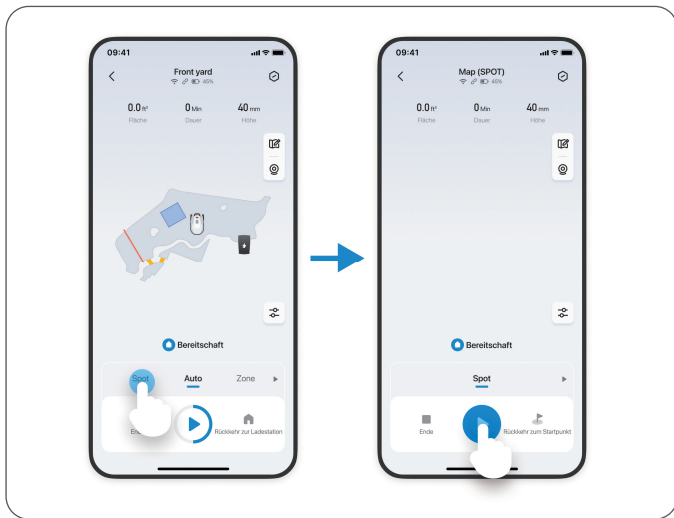 09:41
Front yard
45%
0.0 ft²
0 Min
40 mm
Fläche
Dauer
Höhe
Bereitschaft
Spot
Auto
Zone
Rückkehr zur Ladestation
09:41
Map (SPOT)
45%
0.0 ft²
0 Min
40 mm
Fläche
Dauer
Höhe
Bereitschaft
Spot
Ende
Rückkehr zum Startpunkt